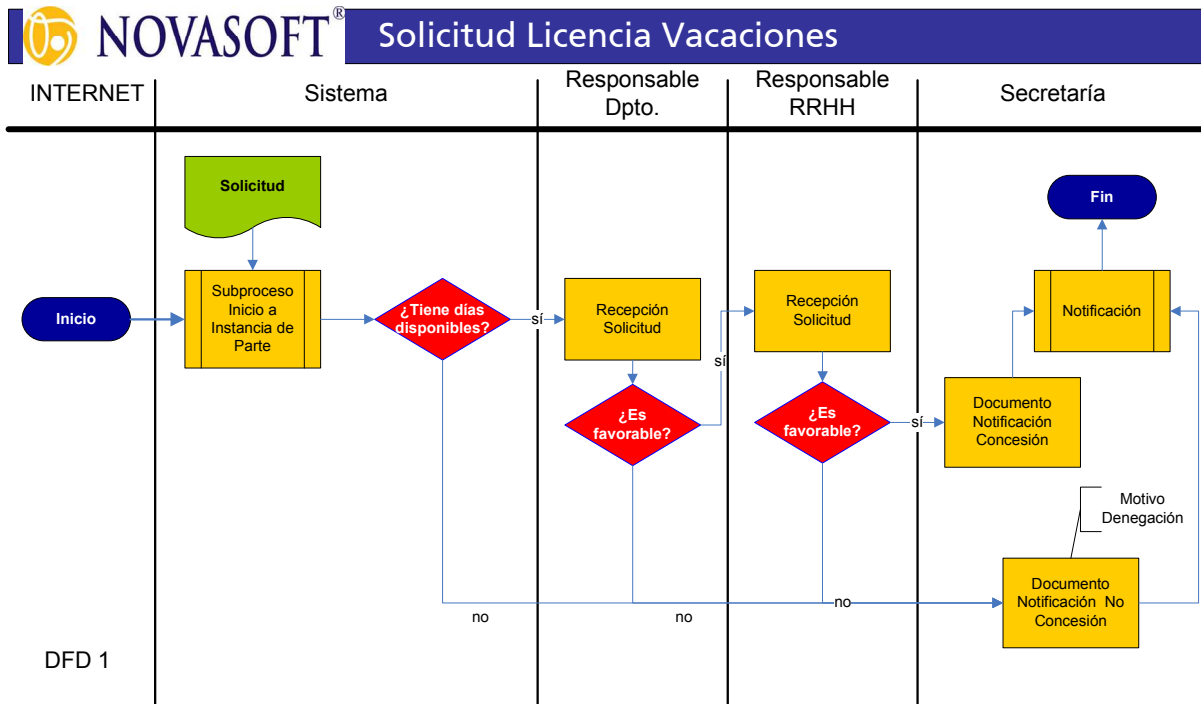 NOVASOFT®
Solicitud Licencia Vacaciones
INTERNET
Sistema
Responsable
Dpto.
Responsable
RRHH
Secretaría
Solicitud
Fin
Inicio
Subproceso
Inicio a
Instancia de
Parte
¿Tiene días
disponibles?
sí
Recepción
Solicitud
sí
Recepción
Solicitud
Notificación
¿Es
favorable?
¿Es
favorable?
sí
Documento
Notificación
Concesión
Motivo
Denegación
Documento
Notificación No
Concesión
no
no
no
DFD 1